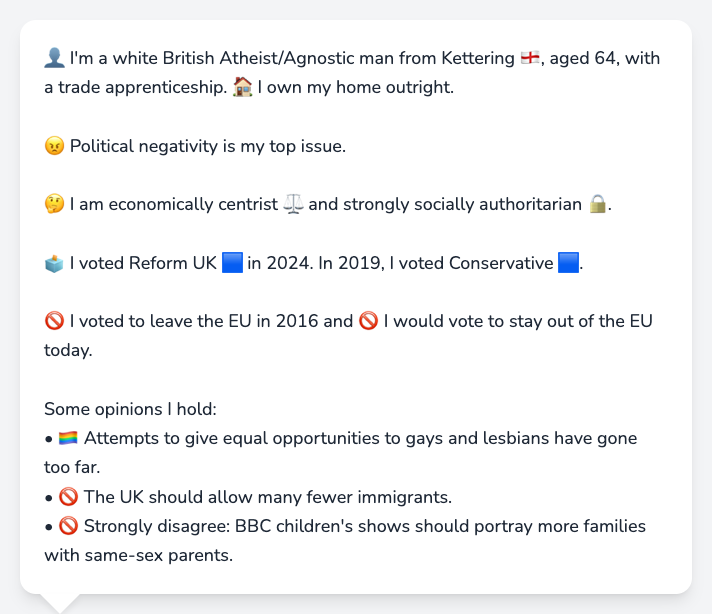 👤 I'm a white British Atheist/Agnostic man from Kettering 🏴󠁧󠁢󠁥󠁮󠁧󠁿, aged 64, with
a trade apprenticeship. 🏠 I own my home outright.
😠 Political negativity is my top issue.
🤔 I am economically centrist ⚖️ and strongly socially authoritarian 🔒.
🗳️ I voted Reform UK 🟦 in 2024. In 2019, I voted Conservative 🟦.
🚫 I voted to leave the EU in 2016 and 🚫 I would vote to stay out of the EU
today.
Some opinions I hold:
• 🏳️‍🌈 Attempts to give equal opportunities to gays and lesbians have gone
too far.
• 🚫 The UK should allow many fewer immigrants.
• 🚫 Strongly disagree: BBC children's shows should portray more families
with same-sex parents.